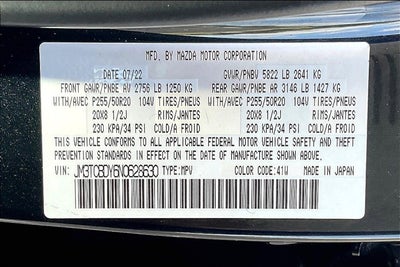 MFD. BY MAZDA MOTOR CORPORATION
DATE 07/22 GVWR/PNBV 5822 LB 2641 KG
FRONT GAWR/PNBE AV 2756 LB 1250 KG REAR GAWR/PNBE AR 3146 LB 1427 KG
WITH/AVEC P255/50R20 104V TIRES/PNEUS WITH/AVEC P255/50R20 104V TIRES/PNEUS
20X8 1/2J RIMS/JANTES 20X8 1/2J RIMS/JANTES
230 KPA/34 PSI COLD/A FROID 230 KPA/34 PSI COLD/A FROID
THIS VEHICLE CONFORMS TO ALL APPLICABLE FEDERAL MOTOR VEHICLE SAFETY,
BUMPER, AND THEFT PREVENTION STANDARDS IN EFFECT ON THE DATE OF
MANUFACTURE SHOWN ABOVE.
VIN: JM3TCBDY6N0628630 TYPE:MPV COLOR CODE:41W MADE IN JAPAN